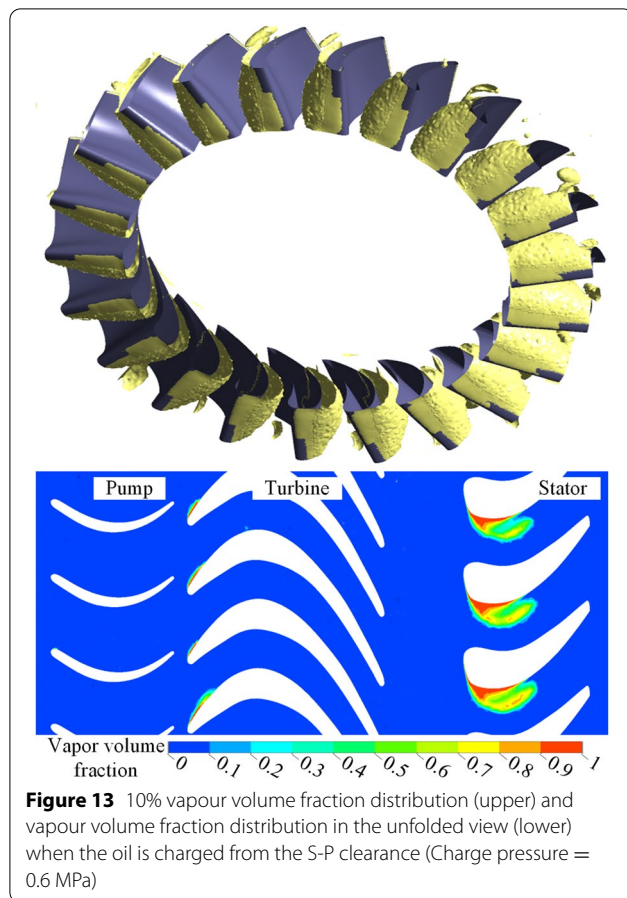 Pump Turbine Stator
Vapor volume
fraction
0 0.1 0.2 0.3 0.4 0.5 0.6 0.7 0.8 0.9 1
Figure 13 10% vapour volume fraction distribution (upper) and
vapour volume fraction distribution in the unfolded view (lower)
when the oil is charged from the S-P clearance (Charge pressure =
0.6 MPa)